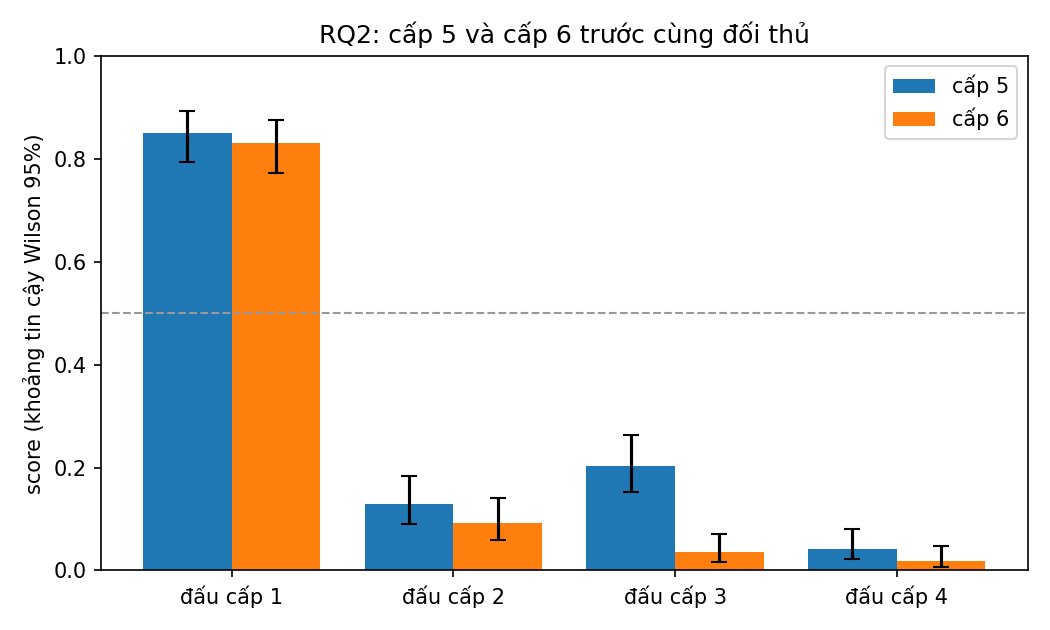 RQ2: cấp 5 và cấp 6 trước cùng đối thủ
score (khoảng tin cậy Wilson 95%)
1.0
0.8
0.6
0.4
0.2
0.0
cấp 5
cấp 6
đấu cấp 1
đấu cấp 2
đấu cấp 3
đấu cấp 4